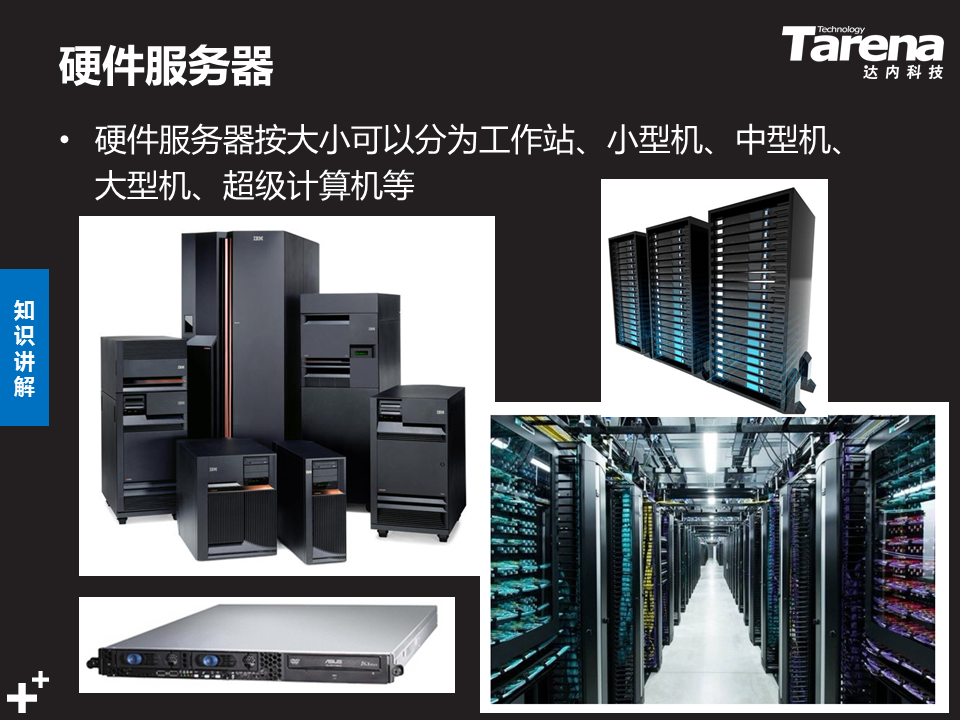 硬件服务器
Technology
Tarena
达内科技
• 硬件服务器按大小可以分为工作站、小型机、中型机、
大型机、超级计算机等
知识讲解
IBM
IBM
IBM
IBM
IBM
IBM
ASUS